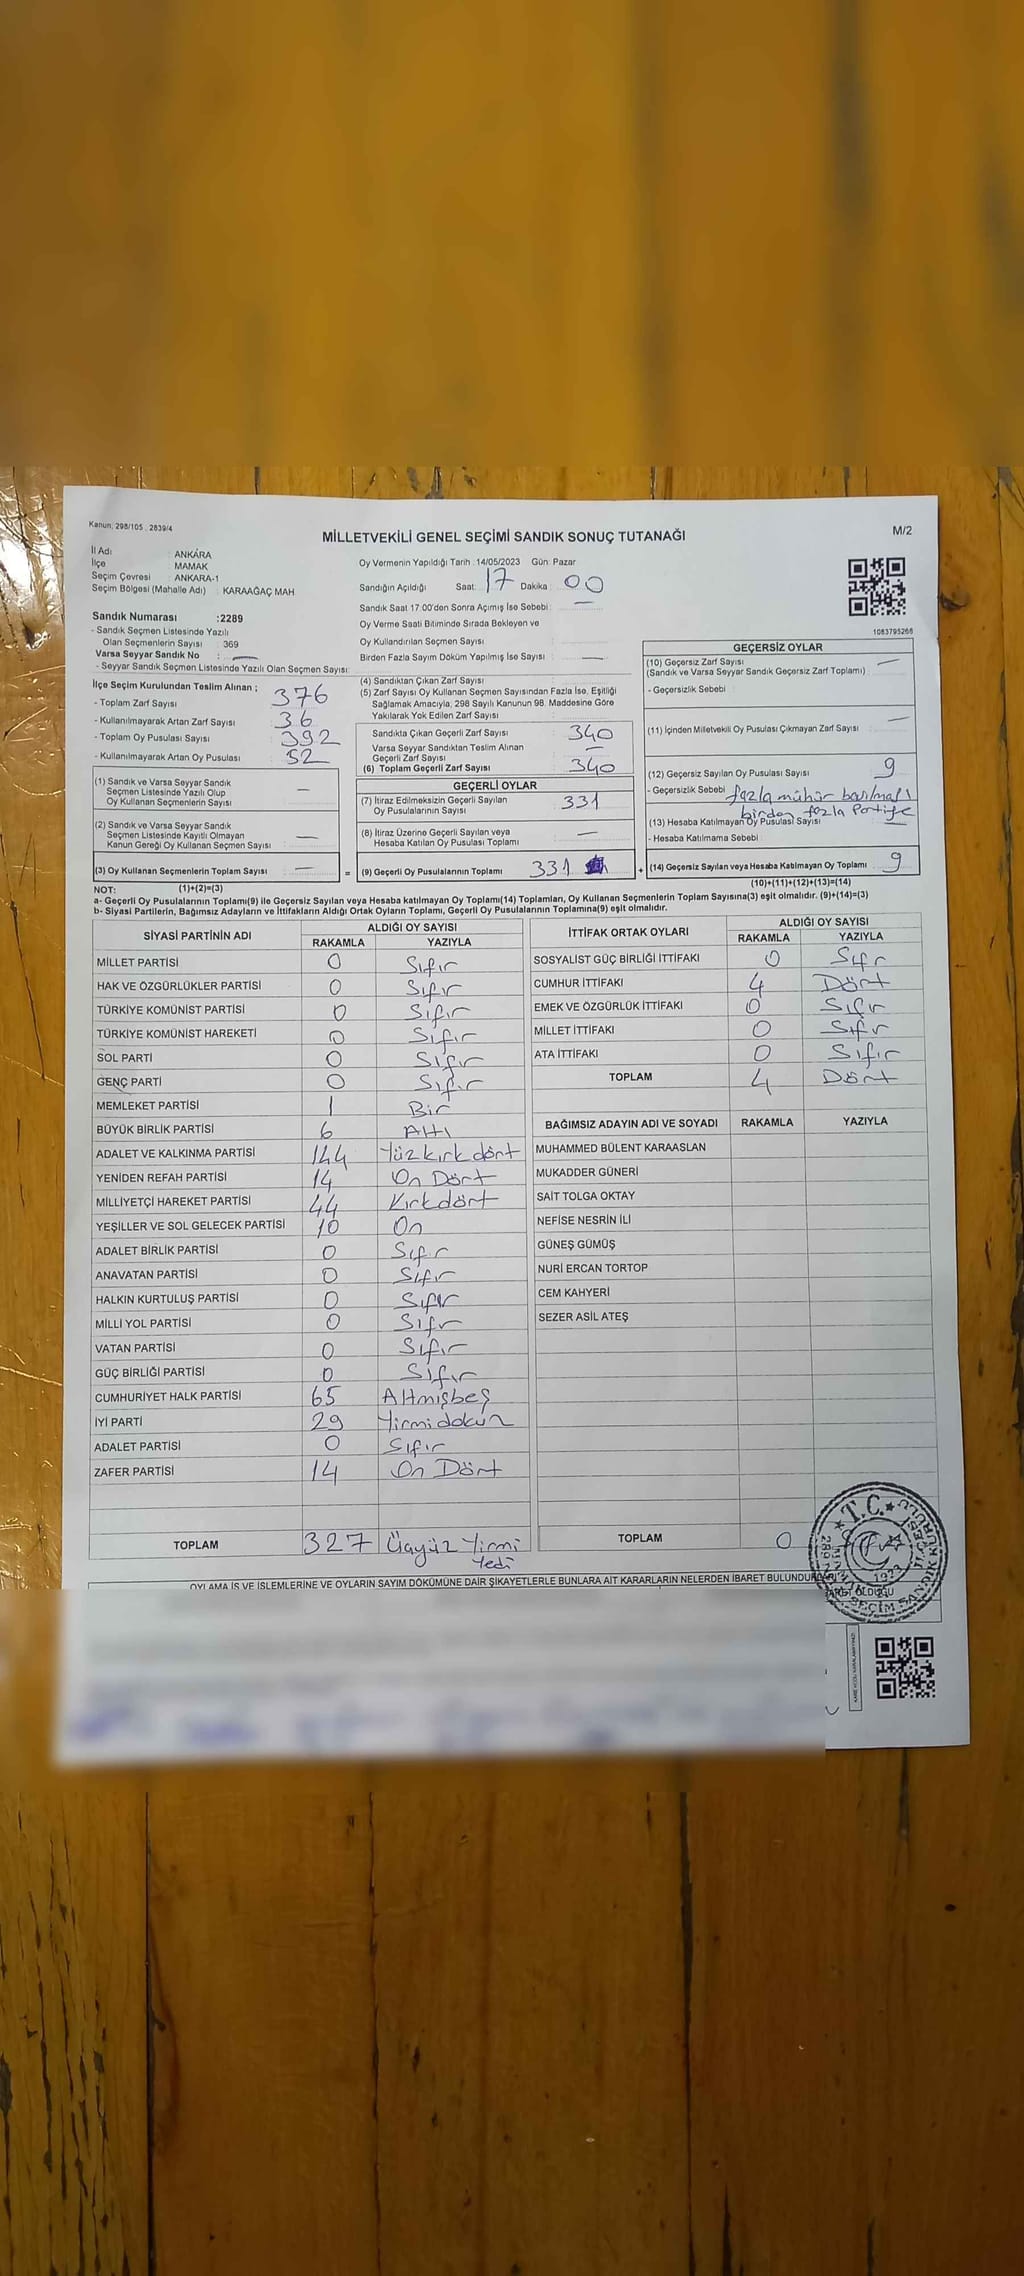 Kanun; 298/105 , 2839/4
MİLLETVEKİLİ GENEL SEÇİMİ SANDIK SONUÇ TUTANAĞI
M/2
İl Adı : ANKARA
İlçe : MAMAK
Seçim Çevresi : ANKARA-1
Seçim Bölgesi (Mahalle Adı) : KARAAĞAÇ MAH
Sandık Numarası :2289
- Sandık Seçmen Listesinde Yazılı
Olan Seçmenlerin Sayısı : 369
Varsa Seyyar Sandık No : —
- Seyyar Sandık Seçmen Listesinde Yazılı Olan Seçmen Sayısı:
İlçe Seçim Kurulundan Teslim Alınan ;
- Toplam Zarf Sayısı 376
- Kullanılmayarak Artan Zarf Sayısı 36
- Toplam Oy Pusulası Sayısı 392
- Kullanılmayarak Artan Oy Pusulası 52
(1) Sandık ve Varsa Seyyar Sandık
Seçmen Listesinde Yazılı Olup
Oy Kullanan Seçmenlerin Sayısı : —
(2) Sandık ve Varsa Seyyar Sandık
Seçmen Listesinde Kayıtlı Olmayan
Kanun Gereği Oy Kullanan Seçmen Sayısı : —
(3) Oy Kullanan Seçmenlerin Toplam Sayısı : —
Oy Vermenin Yapıldığı Tarih : 14/05/2023 Gün: Pazar
Sandığın Açıldığı Saat: 17 Dakika : 00
Sandık Saat 17.00'den Sonra Açılmış İse Sebebi : —
Oy Verme Saati Bitiminde Sırada Bekleyen ve
Oy Kullandırılan Seçmen Sayısı :
Birden Fazla Sayım Döküm Yapılmış İse Sayısı : —
(4) Sandıktan Çıkan Zarf Sayısı :
(5) Zarf Sayısı Oy Kullanan Seçmen Sayısından Fazla İse, Eşitliği
Sağlamak Amacıyla; 298 Sayılı Kanunun 98. Maddesine Göre
Yakılarak Yok Edilen Zarf Sayısı :
Sandıkta Çıkan Geçerli Zarf Sayısı : 340
Varsa Seyyar Sandıktan Teslim Alınan
Geçerli Zarf Sayısı : —
(6) Toplam Geçerli Zarf Sayısı : 340
GEÇERLİ OYLAR
(7) İtiraz Edilmeksizin Geçerli Sayılan
Oy Pusulalarının Sayısı : 331
(8) İtiraz Üzerine Geçerli Sayılan veya
Hesaba Katılan Oy Pusulası Toplamı : —
= (9) Geçerli Oy Pusulalarının Toplamı : 331
1083795266
GEÇERSİZ OYLAR
(10) Geçersiz Zarf Sayısı —
(Sandık ve Varsa Seyyar Sandık Geçersiz Zarf Toplamı) :
- Geçersizlik Sebebi
(11) İçinden Milletvekili Oy Pusulası Çıkmayan Zarf Sayısı : —
(12) Geçersiz Sayılan Oy Pusulası Sayısı : 9
- Geçersizlik Sebebi fazla mühür basılması
birden fazla Partiye
(13) Hesaba Katılmayan Oy Pusulası Sayısı : —
- Hesaba Katılmama Sebebi :
+ (14) Geçersiz Sayılan veya Hesaba Katılmayan Oy Toplamı : 9
NOT: (1)+(2)=(3)
(10)+(11)+(12)+(13)=(14)
a- Geçerli Oy Pusulalarının Toplamı(9) ile Geçersiz Sayılan veya Hesaba katılmayan Oy Toplamı(14) Toplamları, Oy Kullanan Seçmenlerin Toplam Sayısına(3) eşit olmalıdır. (9)+(14)=(3)
b- Siyasi Partilerin, Bağımsız Adayların ve İttifakların Aldığı Ortak Oyların Toplamı, Geçerli Oy Pusulalarının Toplamına(9) eşit olmalıdır.
SİYASİ PARTİNİN ADI ALDIĞI OY SAYISI
RAKAMLA YAZIYLA
MİLLET PARTİSİ 0 Sıfır
HAK VE ÖZGÜRLÜKLER PARTİSİ 0 Sıfır
TÜRKİYE KOMÜNİST PARTİSİ 0 Sıfır
TÜRKİYE KOMÜNİST HAREKETİ 0 Sıfır
SOL PARTİ 0 Sıfır
GENÇ PARTİ 0 Sıfır
MEMLEKET PARTİSİ 1 Bir
BÜYÜK BİRLİK PARTİSİ 6 Altı
ADALET VE KALKINMA PARTİSİ 144 Yüzkırkdört
YENİDEN REFAH PARTİSİ 14 On Dört
MİLLİYETÇİ HAREKET PARTİSİ 44 Kırkdört
YEŞİLLER VE SOL GELECEK PARTİSİ 10 On
ADALET BİRLİK PARTİSİ 0 Sıfır
ANAVATAN PARTİSİ 0 Sıfır
HALKIN KURTULUŞ PARTİSİ 0 Sıfır
MİLLİ YOL PARTİSİ 0 Sıfır
VATAN PARTİSİ 0 Sıfır
GÜÇ BİRLİĞİ PARTİSİ 0 Sıfır
CUMHURİYET HALK PARTİSİ 65 Altmışbeş
İYİ PARTİ 29 Yirmidokuz
ADALET PARTİSİ 0 Sıfır
ZAFER PARTİSİ 14 On Dört
TOPLAM 327 Üçyüz Yirmi
Yedi
İTTİFAK ORTAK OYLARI ALDIĞI OY SAYISI
RAKAMLA YAZIYLA
SOSYALİST GÜÇ BİRLİĞİ İTTİFAKI 0 Sıfır
CUMHUR İTTİFAKI 4 Dört
EMEK VE ÖZGÜRLÜK İTTİFAKI 0 Sıfır
MİLLET İTTİFAKI 0 Sıfır
ATA İTTİFAKI 0 Sıfır
TOPLAM 4 Dört
BAĞIMSIZ ADAYIN ADI VE SOYADI RAKAMLA YAZIYLA
MUHAMMED BÜLENT KARAASLAN
MUKADDER GÜNERİ
SAİT TOLGA OKTAY
NEFİSE NESRİN İLİ
GÜNEŞ GÜMÜŞ
NURİ ERCAN TORTOP
CEM KAHYERİ
SEZER ASİL ATEŞ
TOPLAM 0
T.C.
OYLAMA İŞ VE İŞLEMLERİNE VE OYLARIN SAYIM DÖKÜMÜNE DAİR ŞİKAYETLERLE BUNLARA AİT KARARLARIN NELERDEN İBARET BULUNDUKLARI